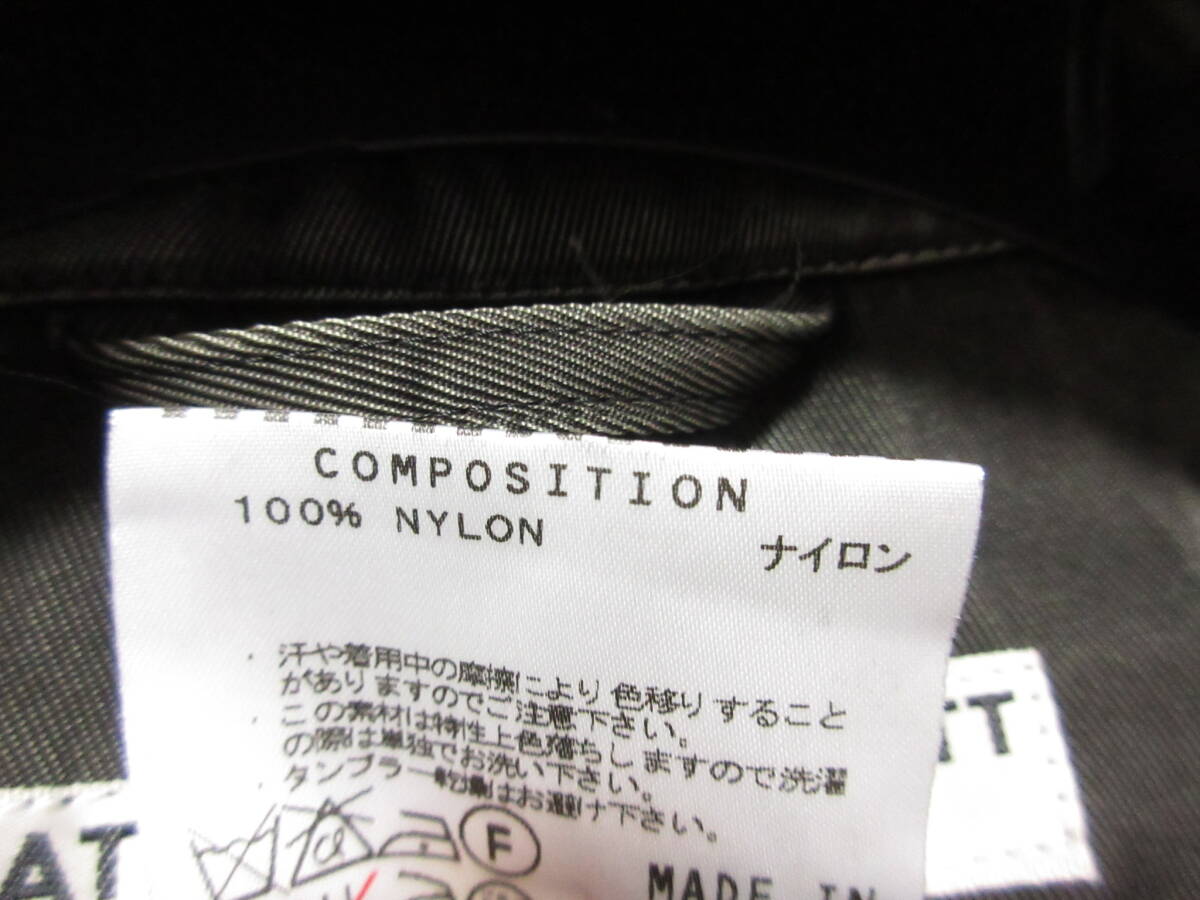 COMPOSITION
100% NYLON
ナイロン
汗や着用中の摩擦により色移りすること
がありますのでご注意下さい。
この素材は特性上色落ちしますので洗濯
の際は単独でお洗い下さい。
タンブラー乾燥はお避け下さい。
F
MADE IN
AT
TT